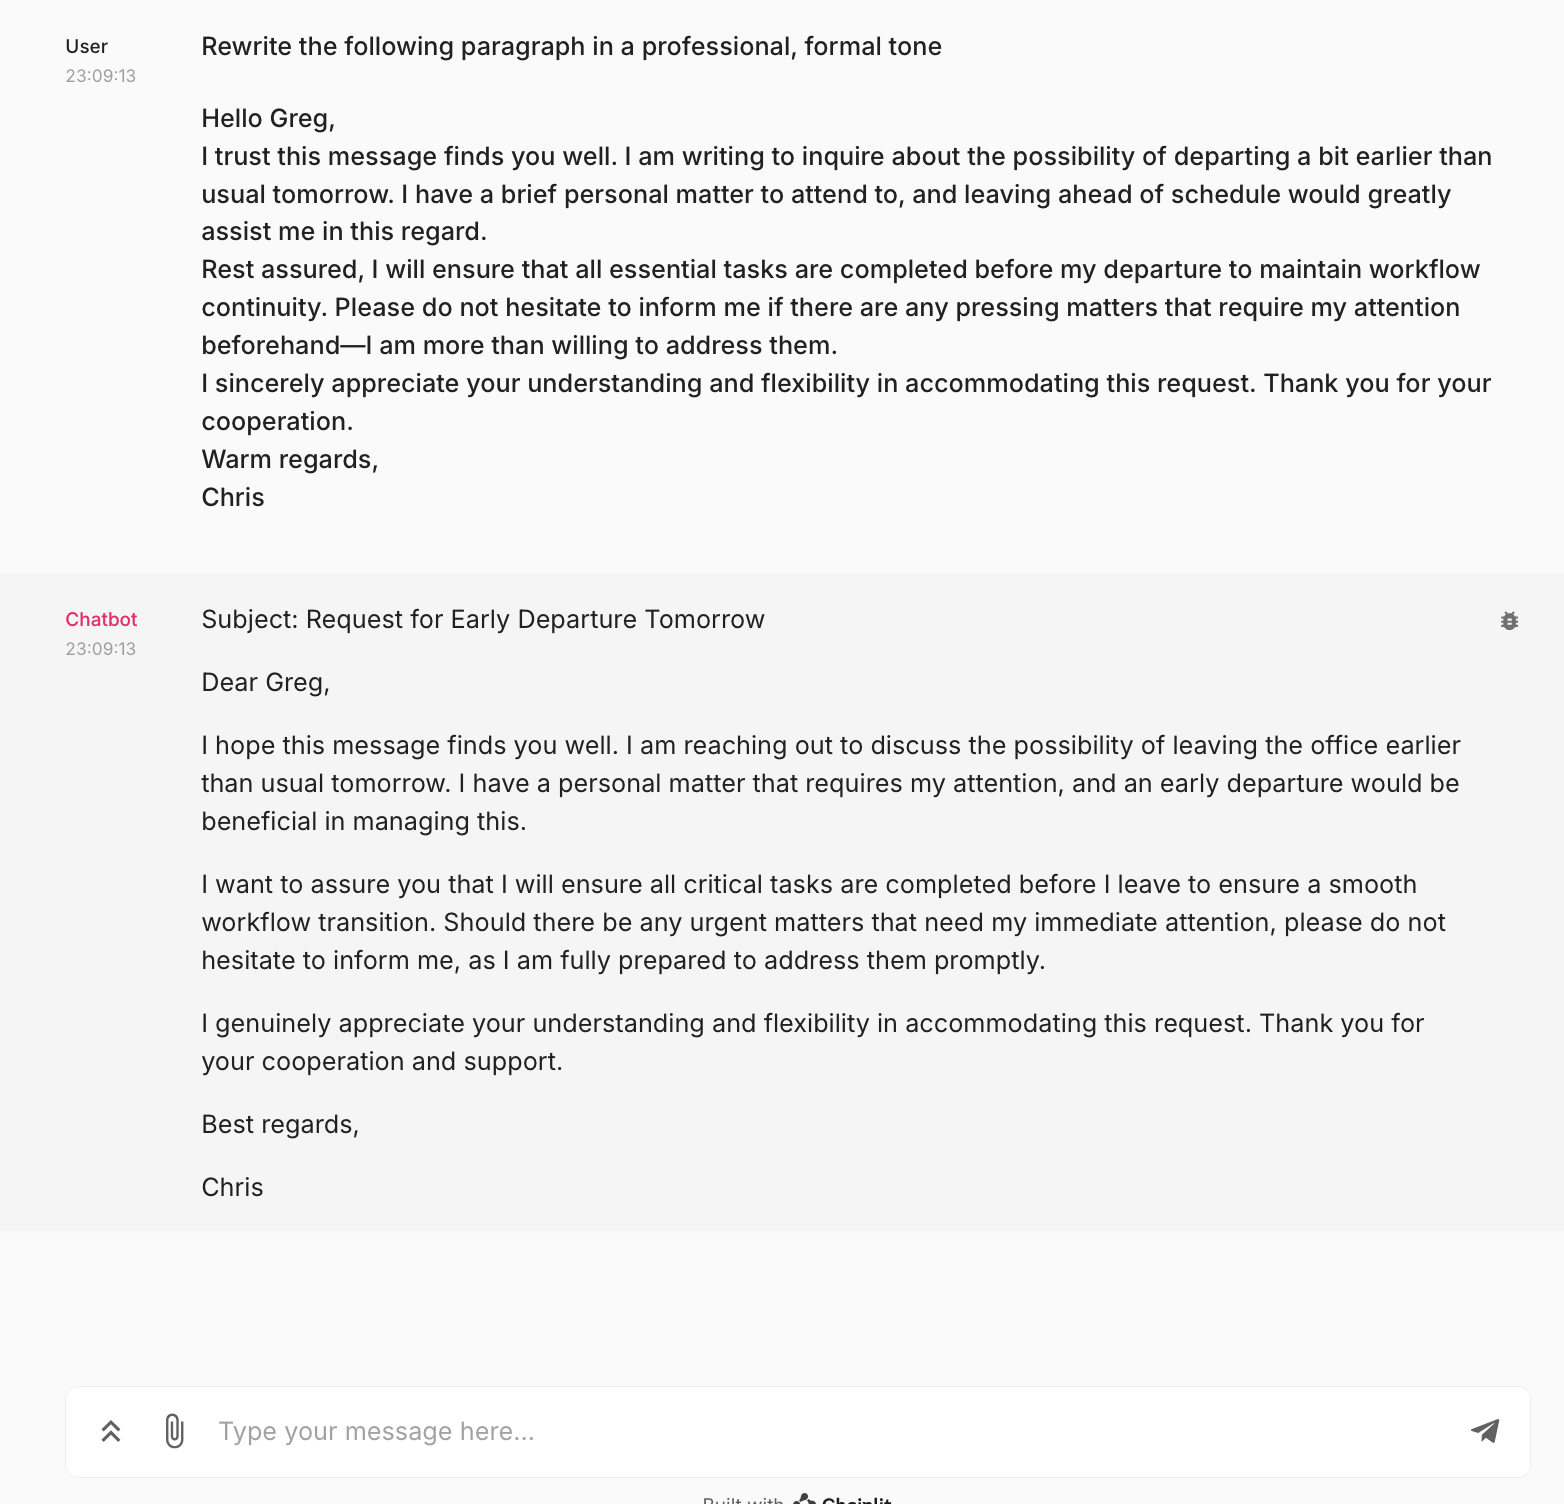 User
23:09:13
Rewrite the following paragraph in a professional, formal tone
Hello Greg,
I trust this message finds you well. I am writing to inquire about the possibility of departing a bit earlier than
usual tomorrow. I have a brief personal matter to attend to, and leaving ahead of schedule would greatly
assist me in this regard.
Rest assured, I will ensure that all essential tasks are completed before my departure to maintain workflow
continuity. Please do not hesitate to inform me if there are any pressing matters that require my attention
beforehand—I am more than willing to address them.
I sincerely appreciate your understanding and flexibility in accommodating this request. Thank you for your
cooperation.
Warm regards,
Chris
Chatbot
23:09:13
Subject: Request for Early Departure Tomorrow
Dear Greg,
I hope this message finds you well. I am reaching out to discuss the possibility of leaving the office earlier
than usual tomorrow. I have a personal matter that requires my attention, and an early departure would be
beneficial in managing this.
I want to assure you that I will ensure all critical tasks are completed before I leave to ensure a smooth
workflow transition. Should there be any urgent matters that need my immediate attention, please do not
hesitate to inform me, as I am fully prepared to address them promptly.
I genuinely appreciate your understanding and flexibility in accommodating this request. Thank you for
your cooperation and support.
Best regards,
Chris
Type your message here...
Built with Chainlit